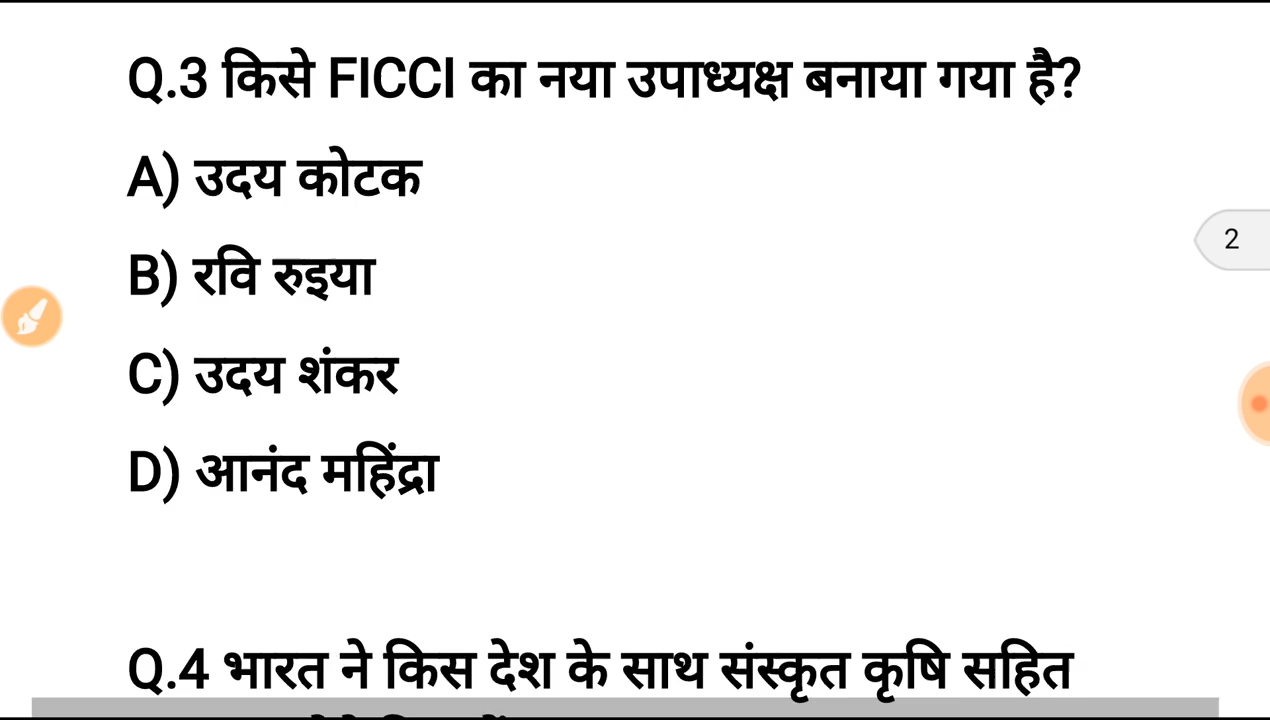 Q.3 किसे FICCI का नया उपाध्यक्ष बनाया गया है?
A) उदय कोटक
2
B) रवि रुइया
C) उदय शंकर
D) आनंद महिंद्रा
Q.4 भारत ने किस देश के साथ संस्कृत कृषि सहित